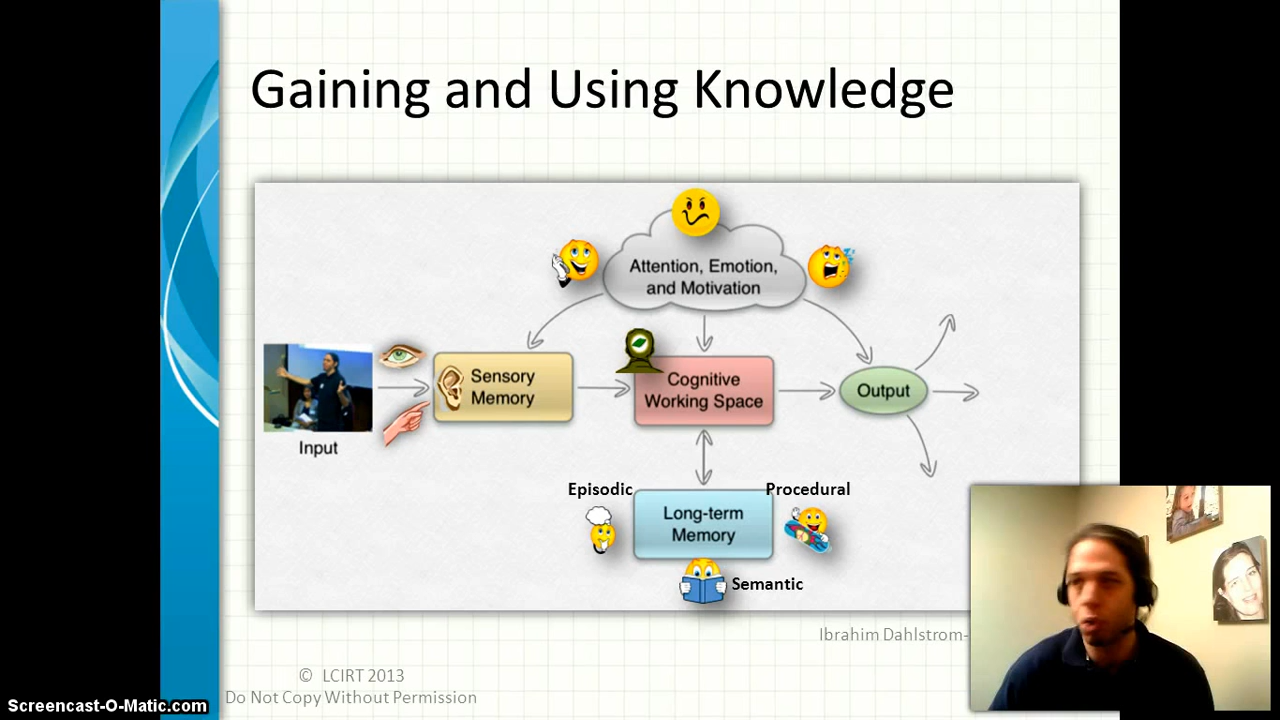 Gaining and Using Knowledge
Attention, Emotion,
and Motivation
Sensory
Memory
Cognitive
Working Space
Output
Input
Episodic
Procedural
Long-term
Memory
Semantic
Ibrahim Dahlstrom-
© LCIRT 2013
Do Not Copy Without Permission
Screencast-O-Matic.com